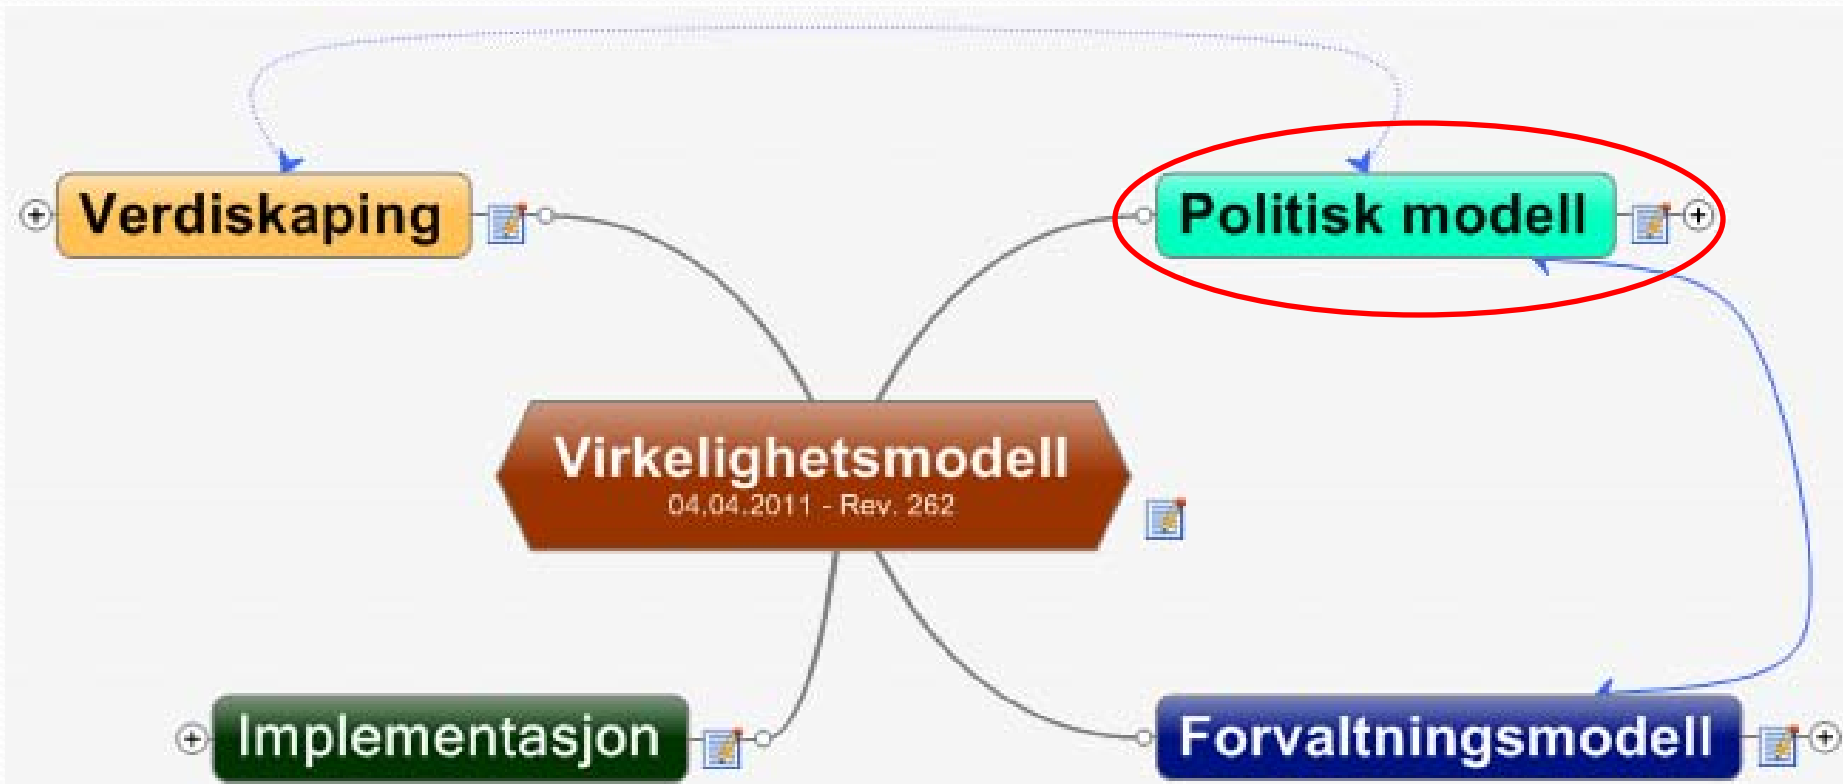 Verdiskaping
Politisk modell
Virkelighetsmodell
04.04.2011 - Rev. 262
Implementasjon
Forvaltningsmodell